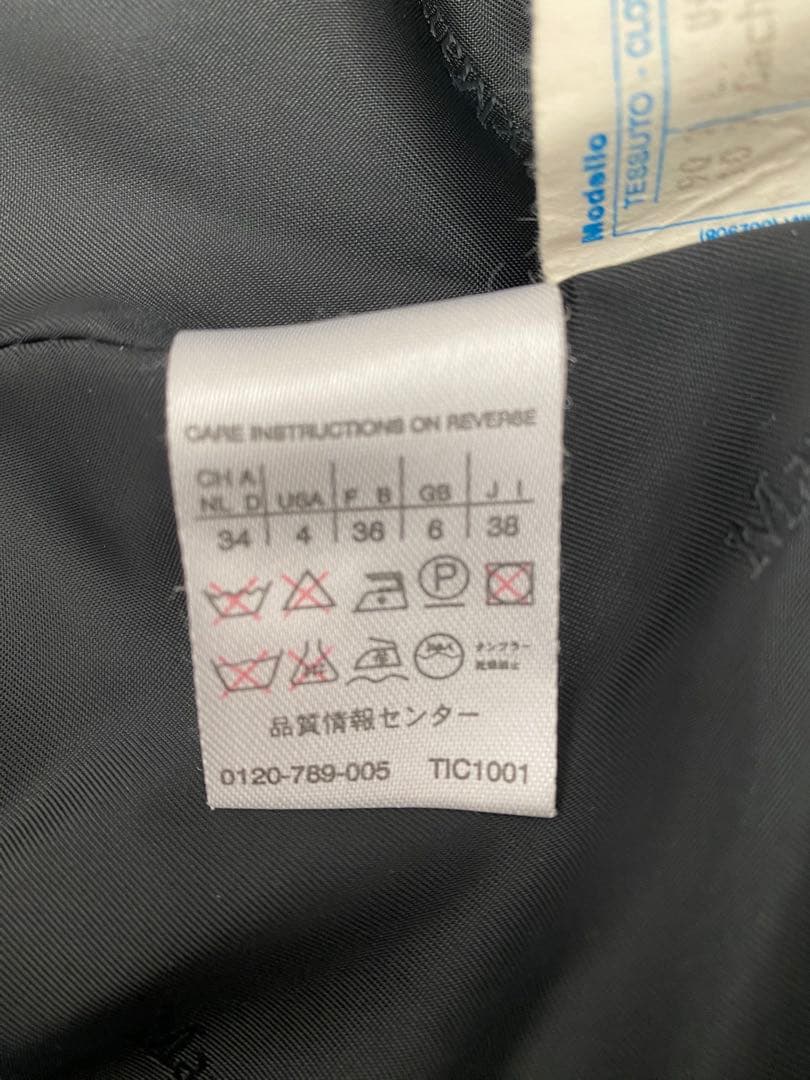 Modello
TESSUTO - CLO
CARE INSTRUCTIONS ON REVERSE
CH A USA F B GB J I
NL D
34 4 36 6 38
P
タンブラー
乾燥禁止
品質情報センター
0120-789-005 TIC1001